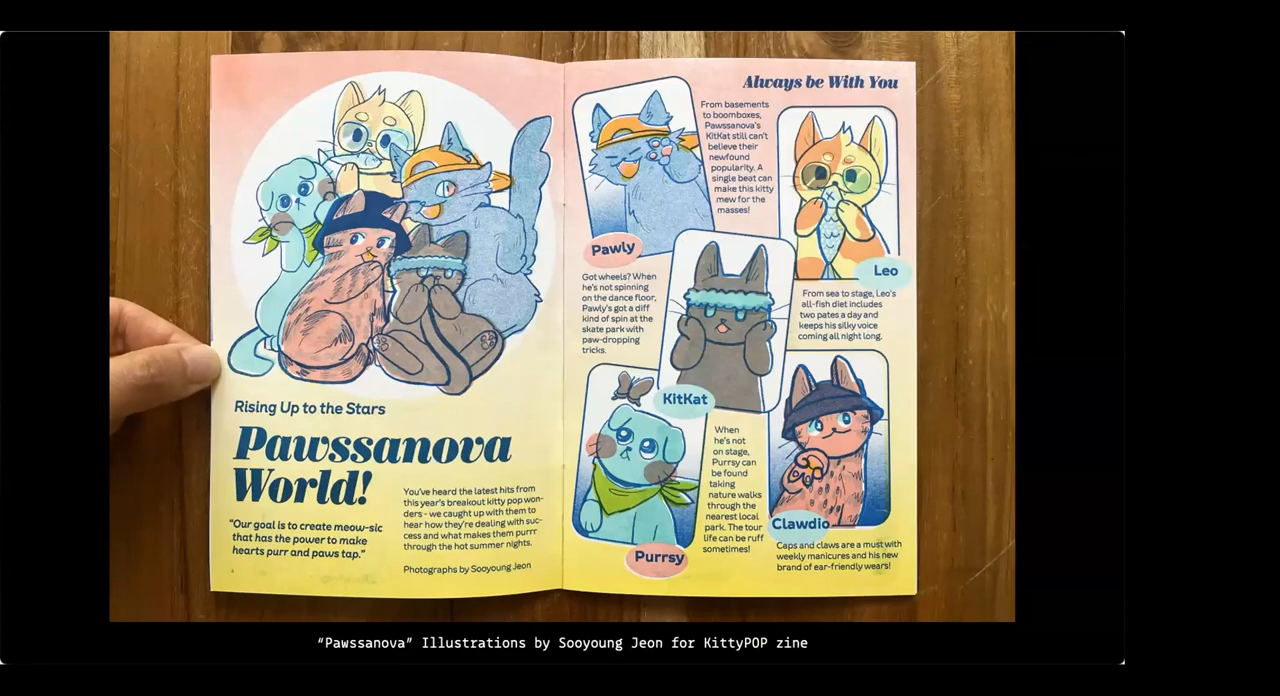 Rising Up to the Stars
Pawssanova
World!
"Our goal is to create meow-sic
that has the power to make
hearts purr and paws tap."
You've heard the latest hits from
this year's breakout kitty pop won-
ders - we caught up with them to
hear how they're dealing with suc-
cess and what makes them purrr
through the hot summer nights.
Photographs by Sooyoung Jeon
Always be With You
From basements
to boomboxes,
Pawssanova's
KitKat still can't
believe their
newfound
popularity. A
single beat can
make this kitty
mew for the
masses!
Pawly
Got wheels? When
he's not spinning
on the dance floor,
Pawly's got a diff
kind of spin at the
skate park with
paw-dropping
tricks.
Leo
From sea to stage, Leo's
all-fish diet includes
two pates a day and
keeps his silky voice
coming all night long.
KitKat
When
he's not
on stage,
Purrsy can
be found
taking
nature walks
through the
nearest local
park. The tour
life can be ruff
sometimes!
Purrsy
Clawdio
Caps and claws are a must with
weekly manicures and his new
brand of ear-friendly wears!
"Pawssanova" Illustrations by Sooyoung Jeon for KittyPOP zine